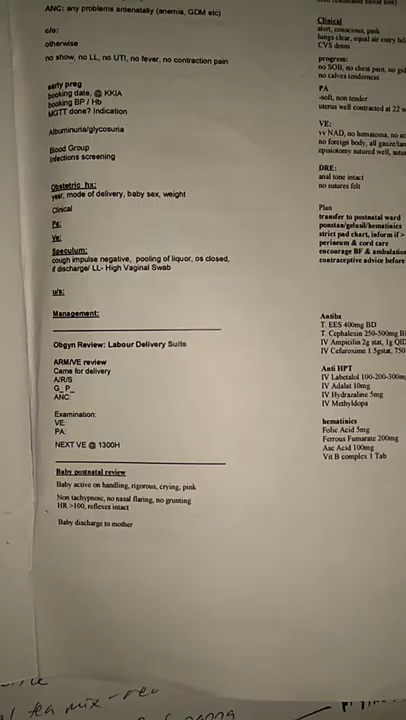 ANC: any problems antenatally (anemia, GDM etc)
c/o:
otherwise
no show, no LL, no UTI, no fever, no contraction pain
early preg
booking date, @ KKIA
booking BP / Hb
MGTT done? Indication
Albuminuria/glycosuria
Blood Group
Infections screening
Obstetric hx:
year, mode of delivery, baby sex, weight
Clinical
Pa:
Ve:
Speculum:
cough impulse negative, pooling of liquor, os closed,
if discharge/ LL- High Vaginal Swab
u/s:
Management:
Obgyn Review: Labour Delivery Suite
ARM/VE review
Came for delivery
A/R/S
G_P_
ANC:
Examination:
VE:
PA:
NEXT VE @ 1300H
Baby postnatal review
Baby active on handling, rigorous, crying, pink
Non tachypnoic, no nasal flaring, no grunting
HR >100, reflexes intact
Baby discharge to mother
Clinical
alert, conscious, pink
lungs clear, equal air entry
CVS drnm
progress:
no SOB, no chest pain, no
no calves tenderness
PA
-soft, non tender
uterus well contracted at 22
VE:
vv NAD, no hematoma, no
no foreign body, all
episiotomy sutured well,
DRE:
anal tone intact
no sutures felt
Plan
transfer to postnatal ward
ponstan/gelusil/hematinics
strict pad chart, inform if >
perineum & cord care
encourage BF &
contraceptive advice before
Antibs
T. EES 400mg BD
T. Cephalexin 250-500mg
IV Ampicilin 2g stat, 1g
IV Cefuroxime 1.5gstat, 750
Anti HPT
IV Labetalol 100-200-300m
IV Adalat 10mg
IV Hydrazaline 5mg
IV Methyldopa
hematinics
Folic Acid 5mg
Ferrous Fumarate 200mg
Asc Acid 100mg
Vit B complex 1 Tab
tea mix